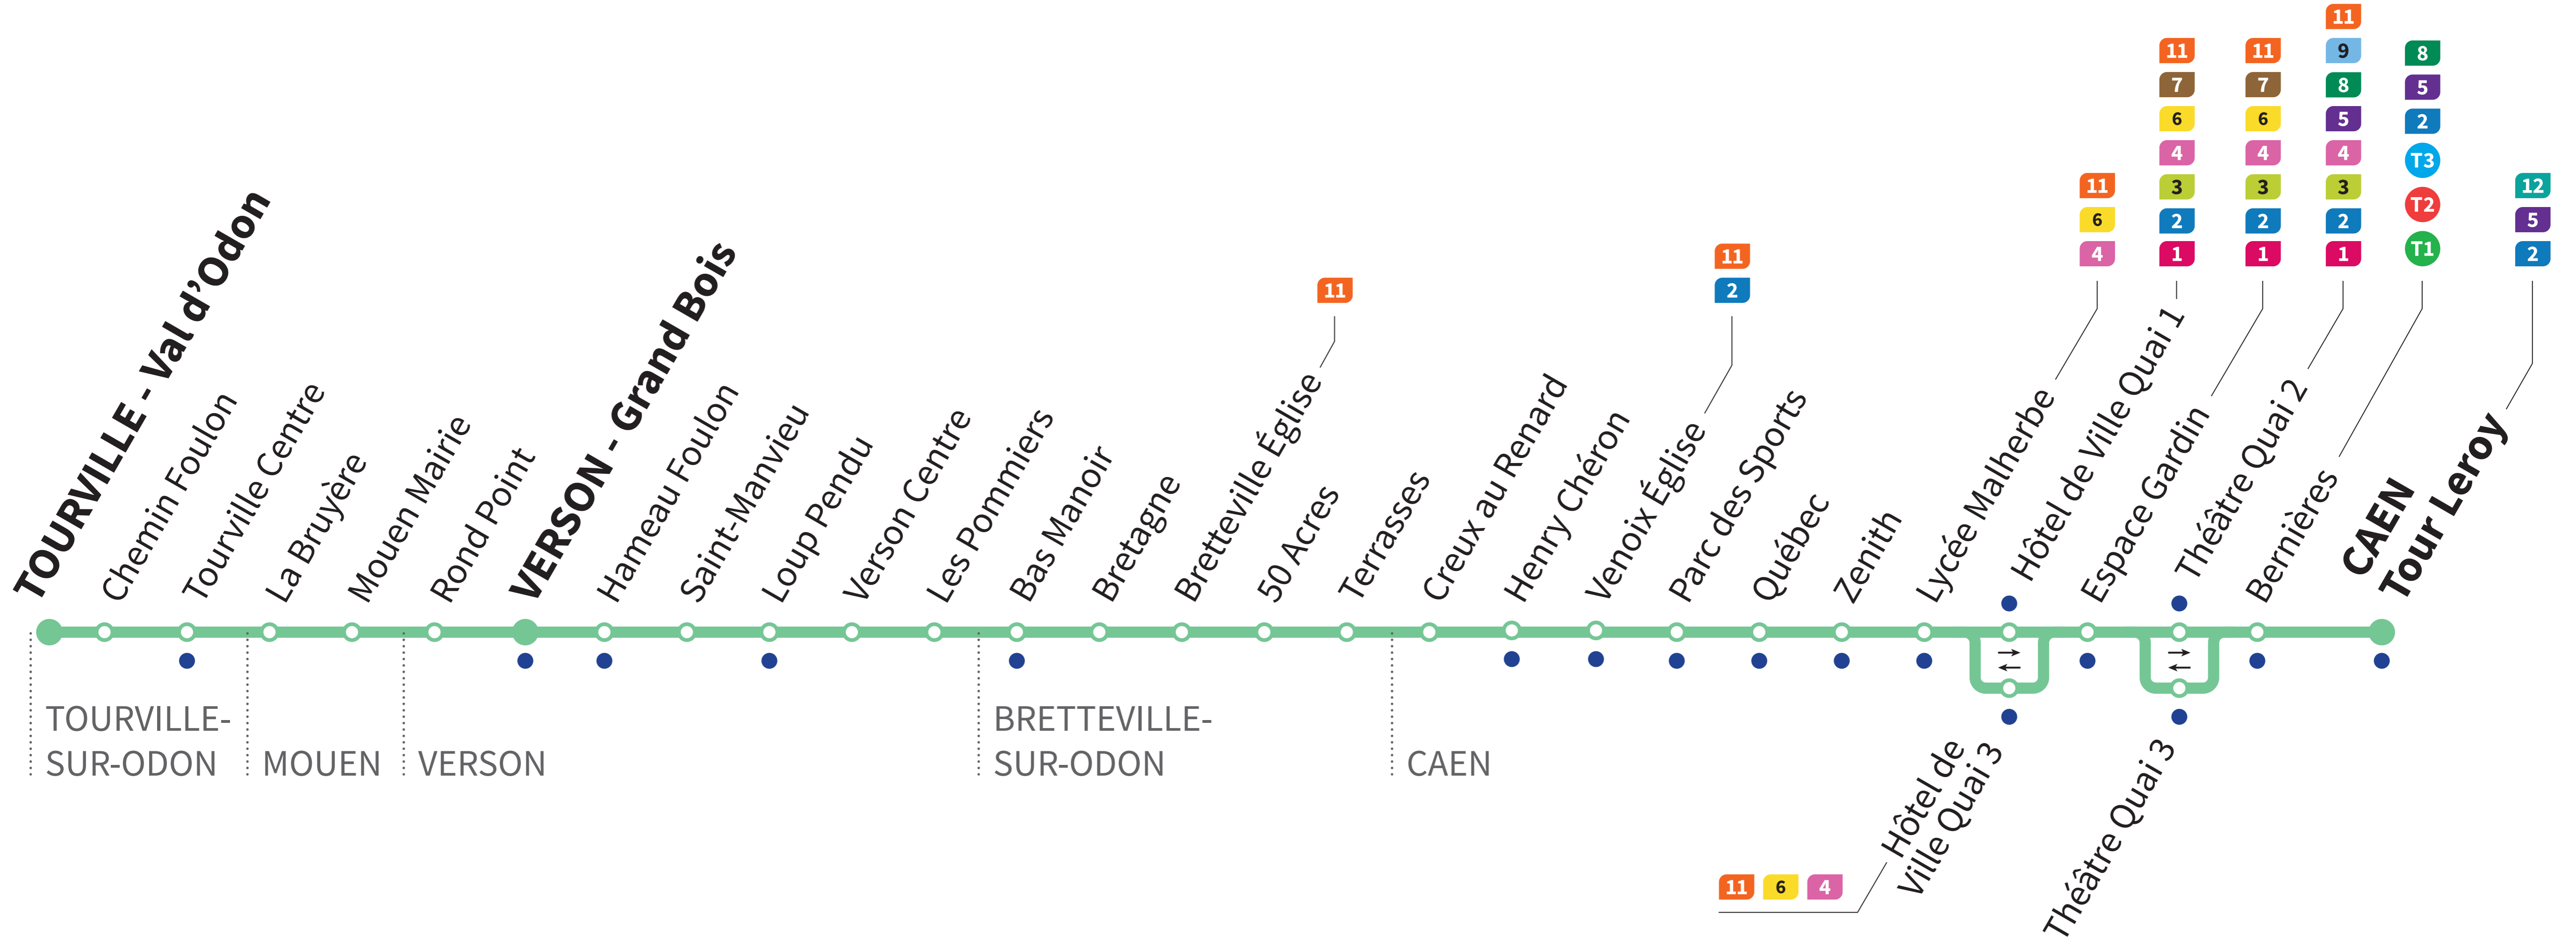 TOURVILLE - Val d'Odon
Chemin Foulon
Tourville Centre
La Bruyère
Mouen Mairie
Rond Point
VERSON - Grand Bois
Hameau Foulon
Saint-Manvieu
Loup Pendu
Verson Centre
Les Pommiers
Bas Manoir
Bretagne
Bretteville Église
11
50 Acres
Terrasses
Creux au Renard
Henry Chéron
Venoix Église
11
2
Parc des Sports
Québec
Zenith
Lycée Malherbe
11
6
4
Hôtel de Ville Quai 1
11
7
6
4
3
2
1
Espace Gardin
11
7
6
4
3
2
1
Théâtre Quai 2
11
9
8
5
4
3
2
1
Bernières
8
5
2
T3
T2
T1
CAEN
Tour Leroy
12
5
2
TOURVILLE-
SUR-ODON
MOUEN
VERSON
BRETTEVILLE-
SUR-ODON
CAEN
Hôtel de
Ville Quai 3
11 6 4
Théâtre Quai 3